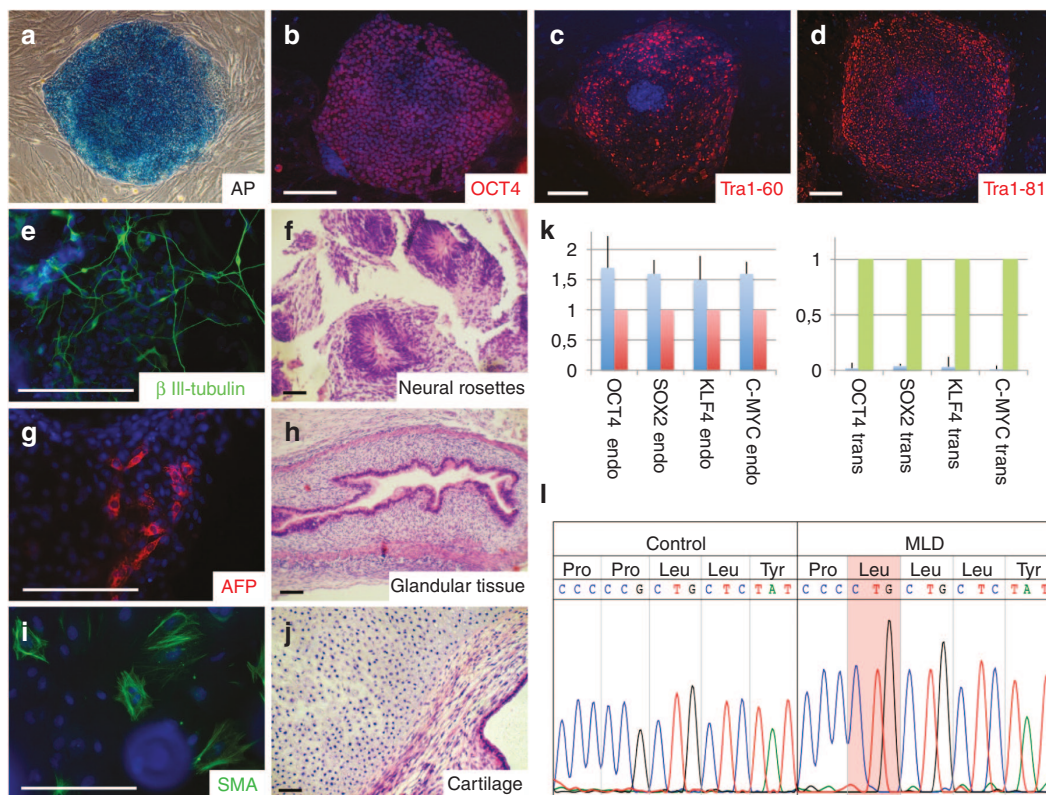 a
AP
b
OCT4
c
Tra1-60
d
Tra1-81
e
β III-tubulin
f
Neural rosettes
g
AFP
h
Glandular tissue
i
SMA
j
Cartilage
k
2
1,5
1
0,5
0
OCT4 endo
SOX2 endo
KLF4 endo
C-MYC endo
1
0,5
0
OCT4 trans
SOX2 trans
KLF4 trans
C-MYC trans
l
Control MLD
Pro Pro Leu Leu Tyr Pro Leu Leu Leu Tyr
C C C C C G C T G C T C T A T C C C C T G C T G C T C T A T